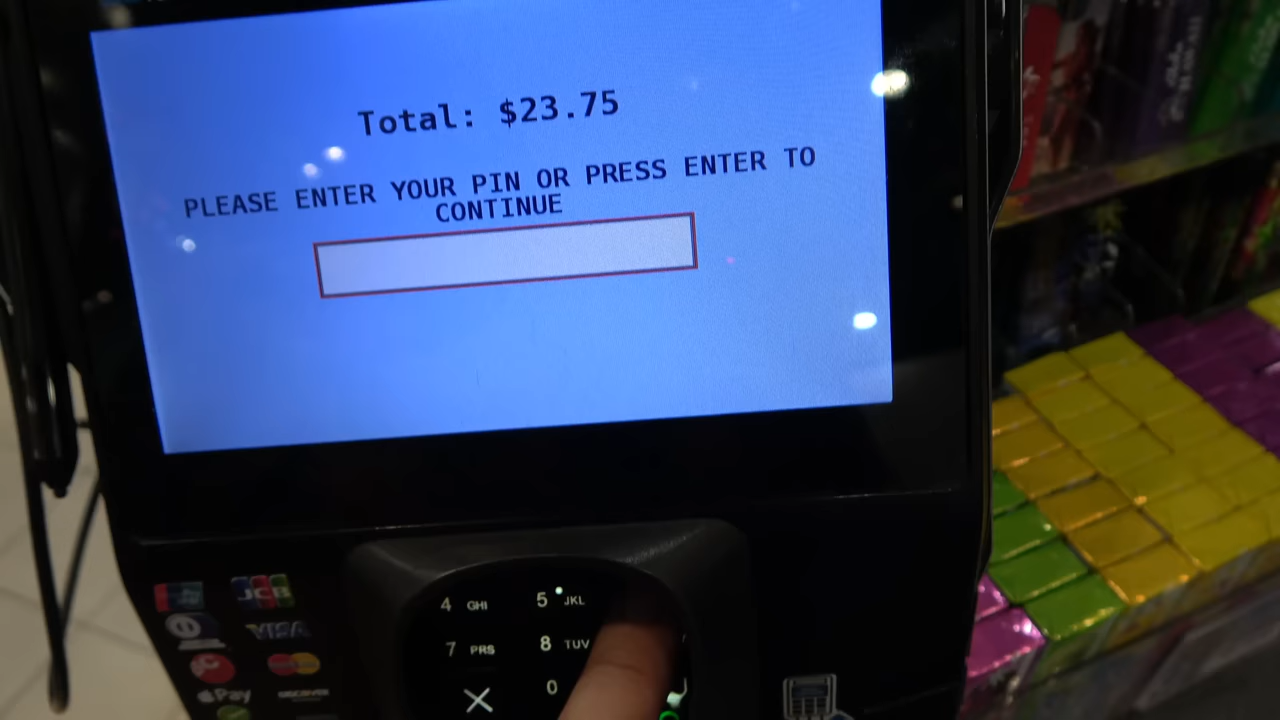 Total: $23.75
PLEASE ENTER YOUR PIN OR PRESS ENTER TO
CONTINUE
4 GHI
5 JKL
7 PRS
8 TUV
0
JCB
VISA
Pay
DISCOVER